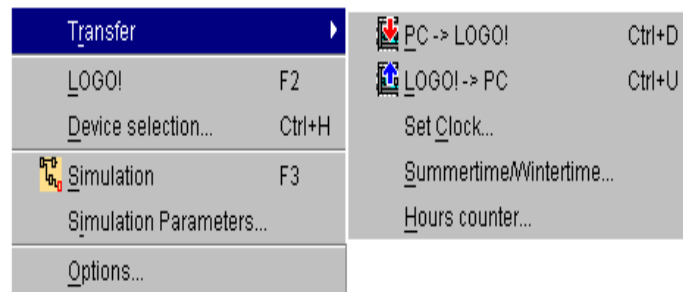 Transfer
LOGO! F2
Device selection... Ctrl+H
Simulation F3
Simulation Parameters...
Options...
PC -> LOGO! Ctrl+D
LOGO! -> PC Ctrl+U
Set Clock...
Summertime/Wintertime...
Hours counter...